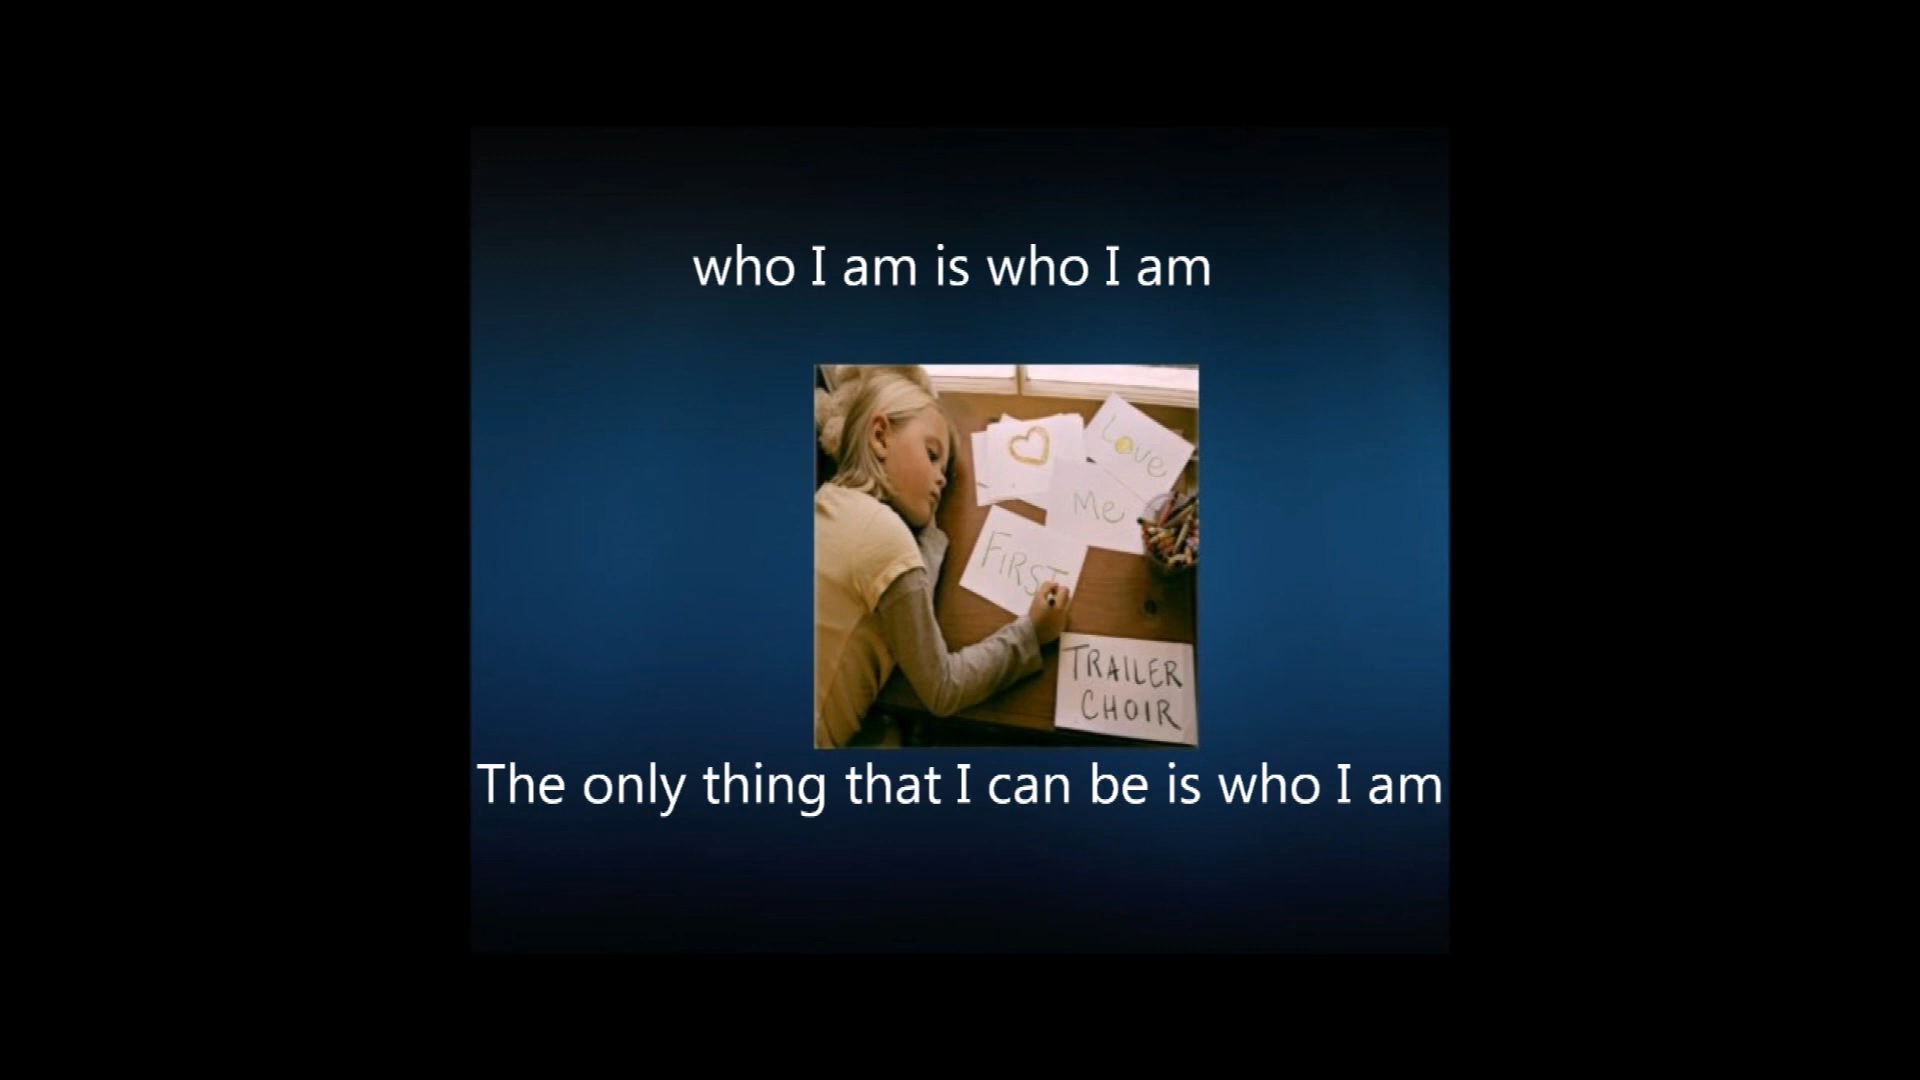 who I am is who I am
Love
Me
FIRST
TRAILER
CHOIR
The only thing that I can be is who I am